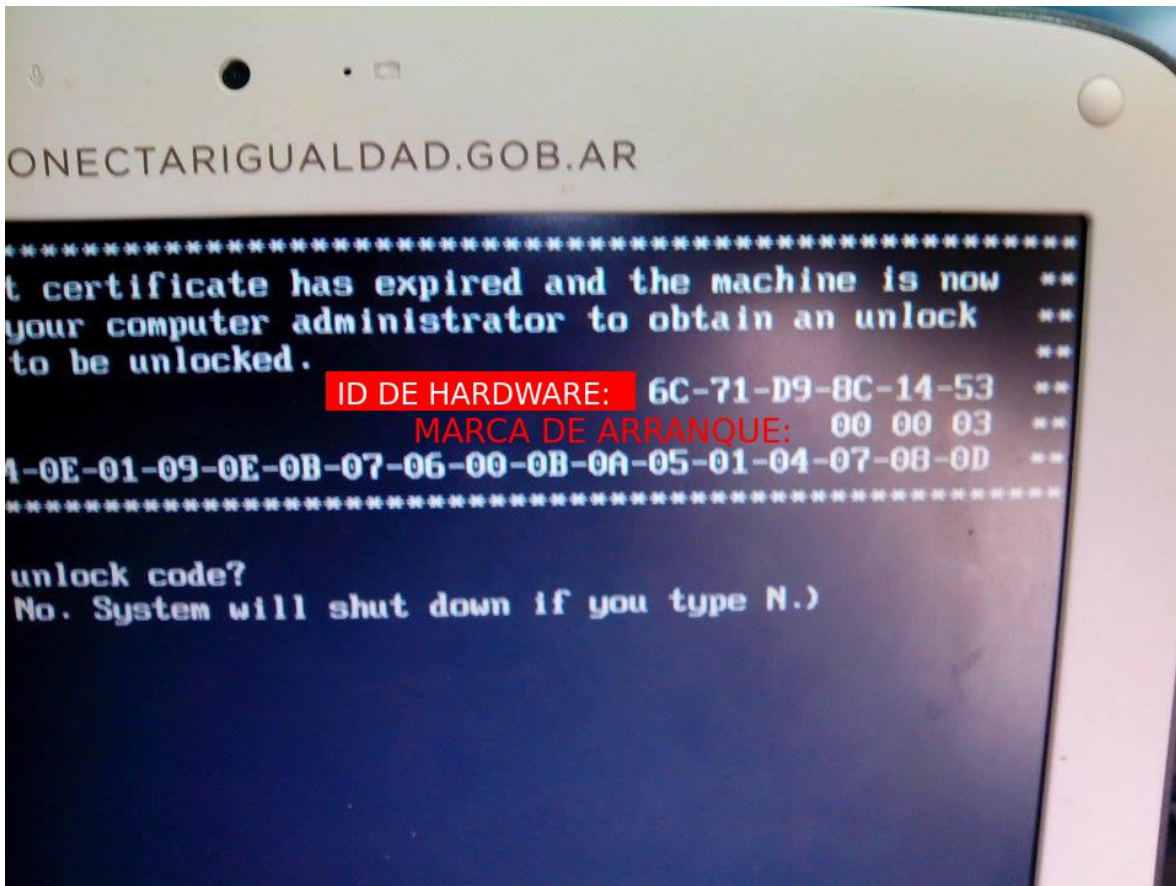 ONECTARIGUALDAD.GOB.AR
*****************************************************
t certificate has expired and the machine is now **
your computer administrator to obtain an unlock **
to be unlocked. **
ID DE HARDWARE: 6C-71-D9-8C-14-53 **
MARCA DE ARRANQUE: 00 00 03 **
-0E-01-09-0E-0B-07-06-00-0B-0A-05-01-04-07-08-0D **
*****************************************************
unlock code?
No. System will shut down if you type N.)